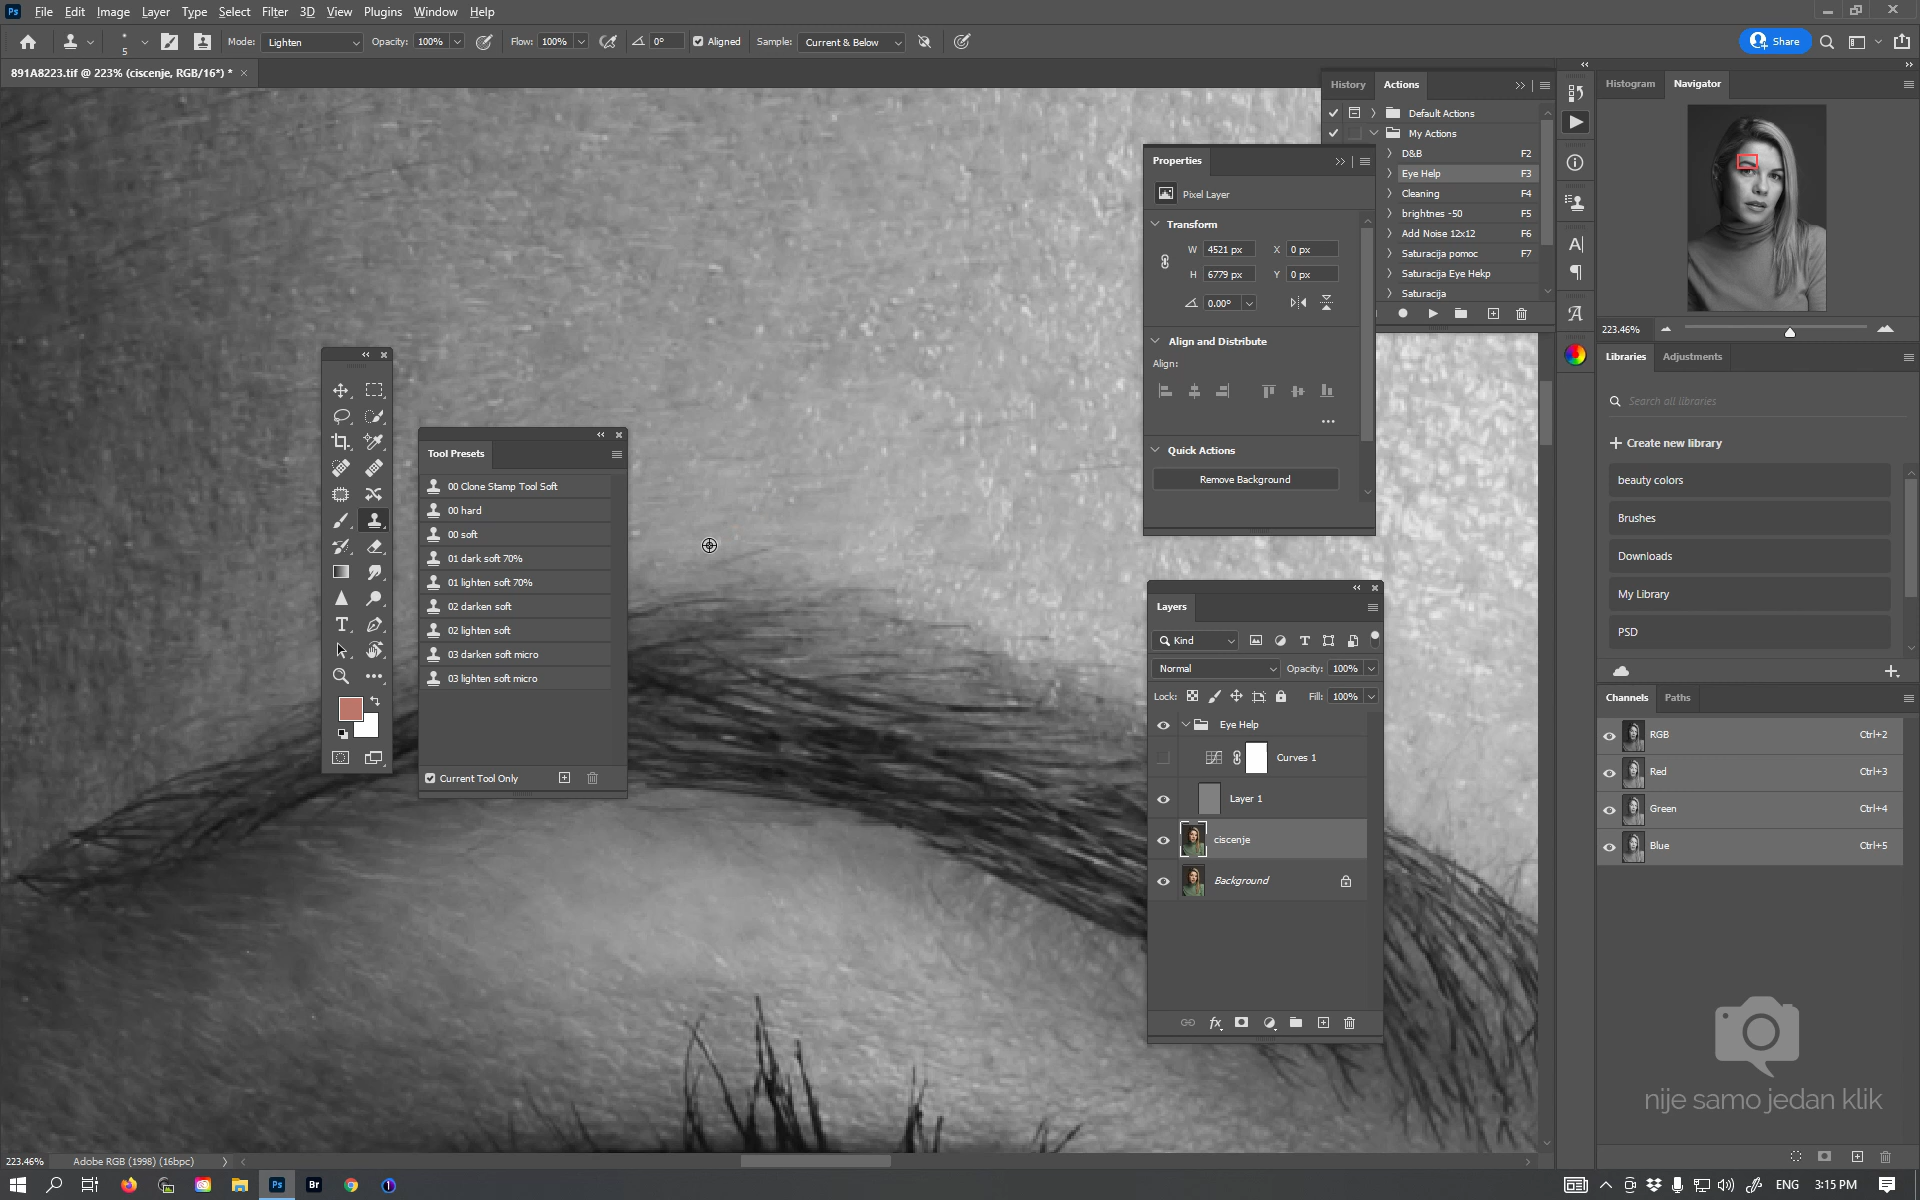 Ps File Edit Image Layer Type Select Filter 3D View Plugins Window Help
5 Mode: Lighten Opacity: 100% Flow: 100% 0° Aligned Sample: Current & Below Share
891A8223.tif @ 223% (ciscenje, RGB/16*) * ×
History Actions
Default Actions
My Actions
D&B F2
Eye Help F3
Cleaning F4
brightnes -50 F5
Add Noise 12x12 F6
Saturacija pomoc F7
Saturacija Eye Hekp
Saturacija
Properties
Pixel Layer
Transform
W 4521 px X 0 px
H 6779 px Y 0 px
0.00°
Align and Distribute
Align:
Quick Actions
Remove Background
Tool Presets
00 Clone Stamp Tool Soft
00 hard
00 soft
01 dark soft 70%
01 lighten soft 70%
02 darken soft
02 lighten soft
03 darken soft micro
03 lighten soft micro
Current Tool Only
Layers
Kind
Normal Opacity: 100%
Lock: Fill: 100%
Eye Help
Curves 1
Layer 1
ciscenje
Background
fx
Histogram Navigator
223.46%
Libraries Adjustments
Search all libraries
Create new library
beauty colors
Brushes
Downloads
My Library
PSD
Channels Paths
RGB Ctrl+2
Red Ctrl+3
Green Ctrl+4
Blue Ctrl+5
nije samo jedan klik
223.46% Adobe RGB (1998) (16bpc)
Ps Br ENG 3:15 PM